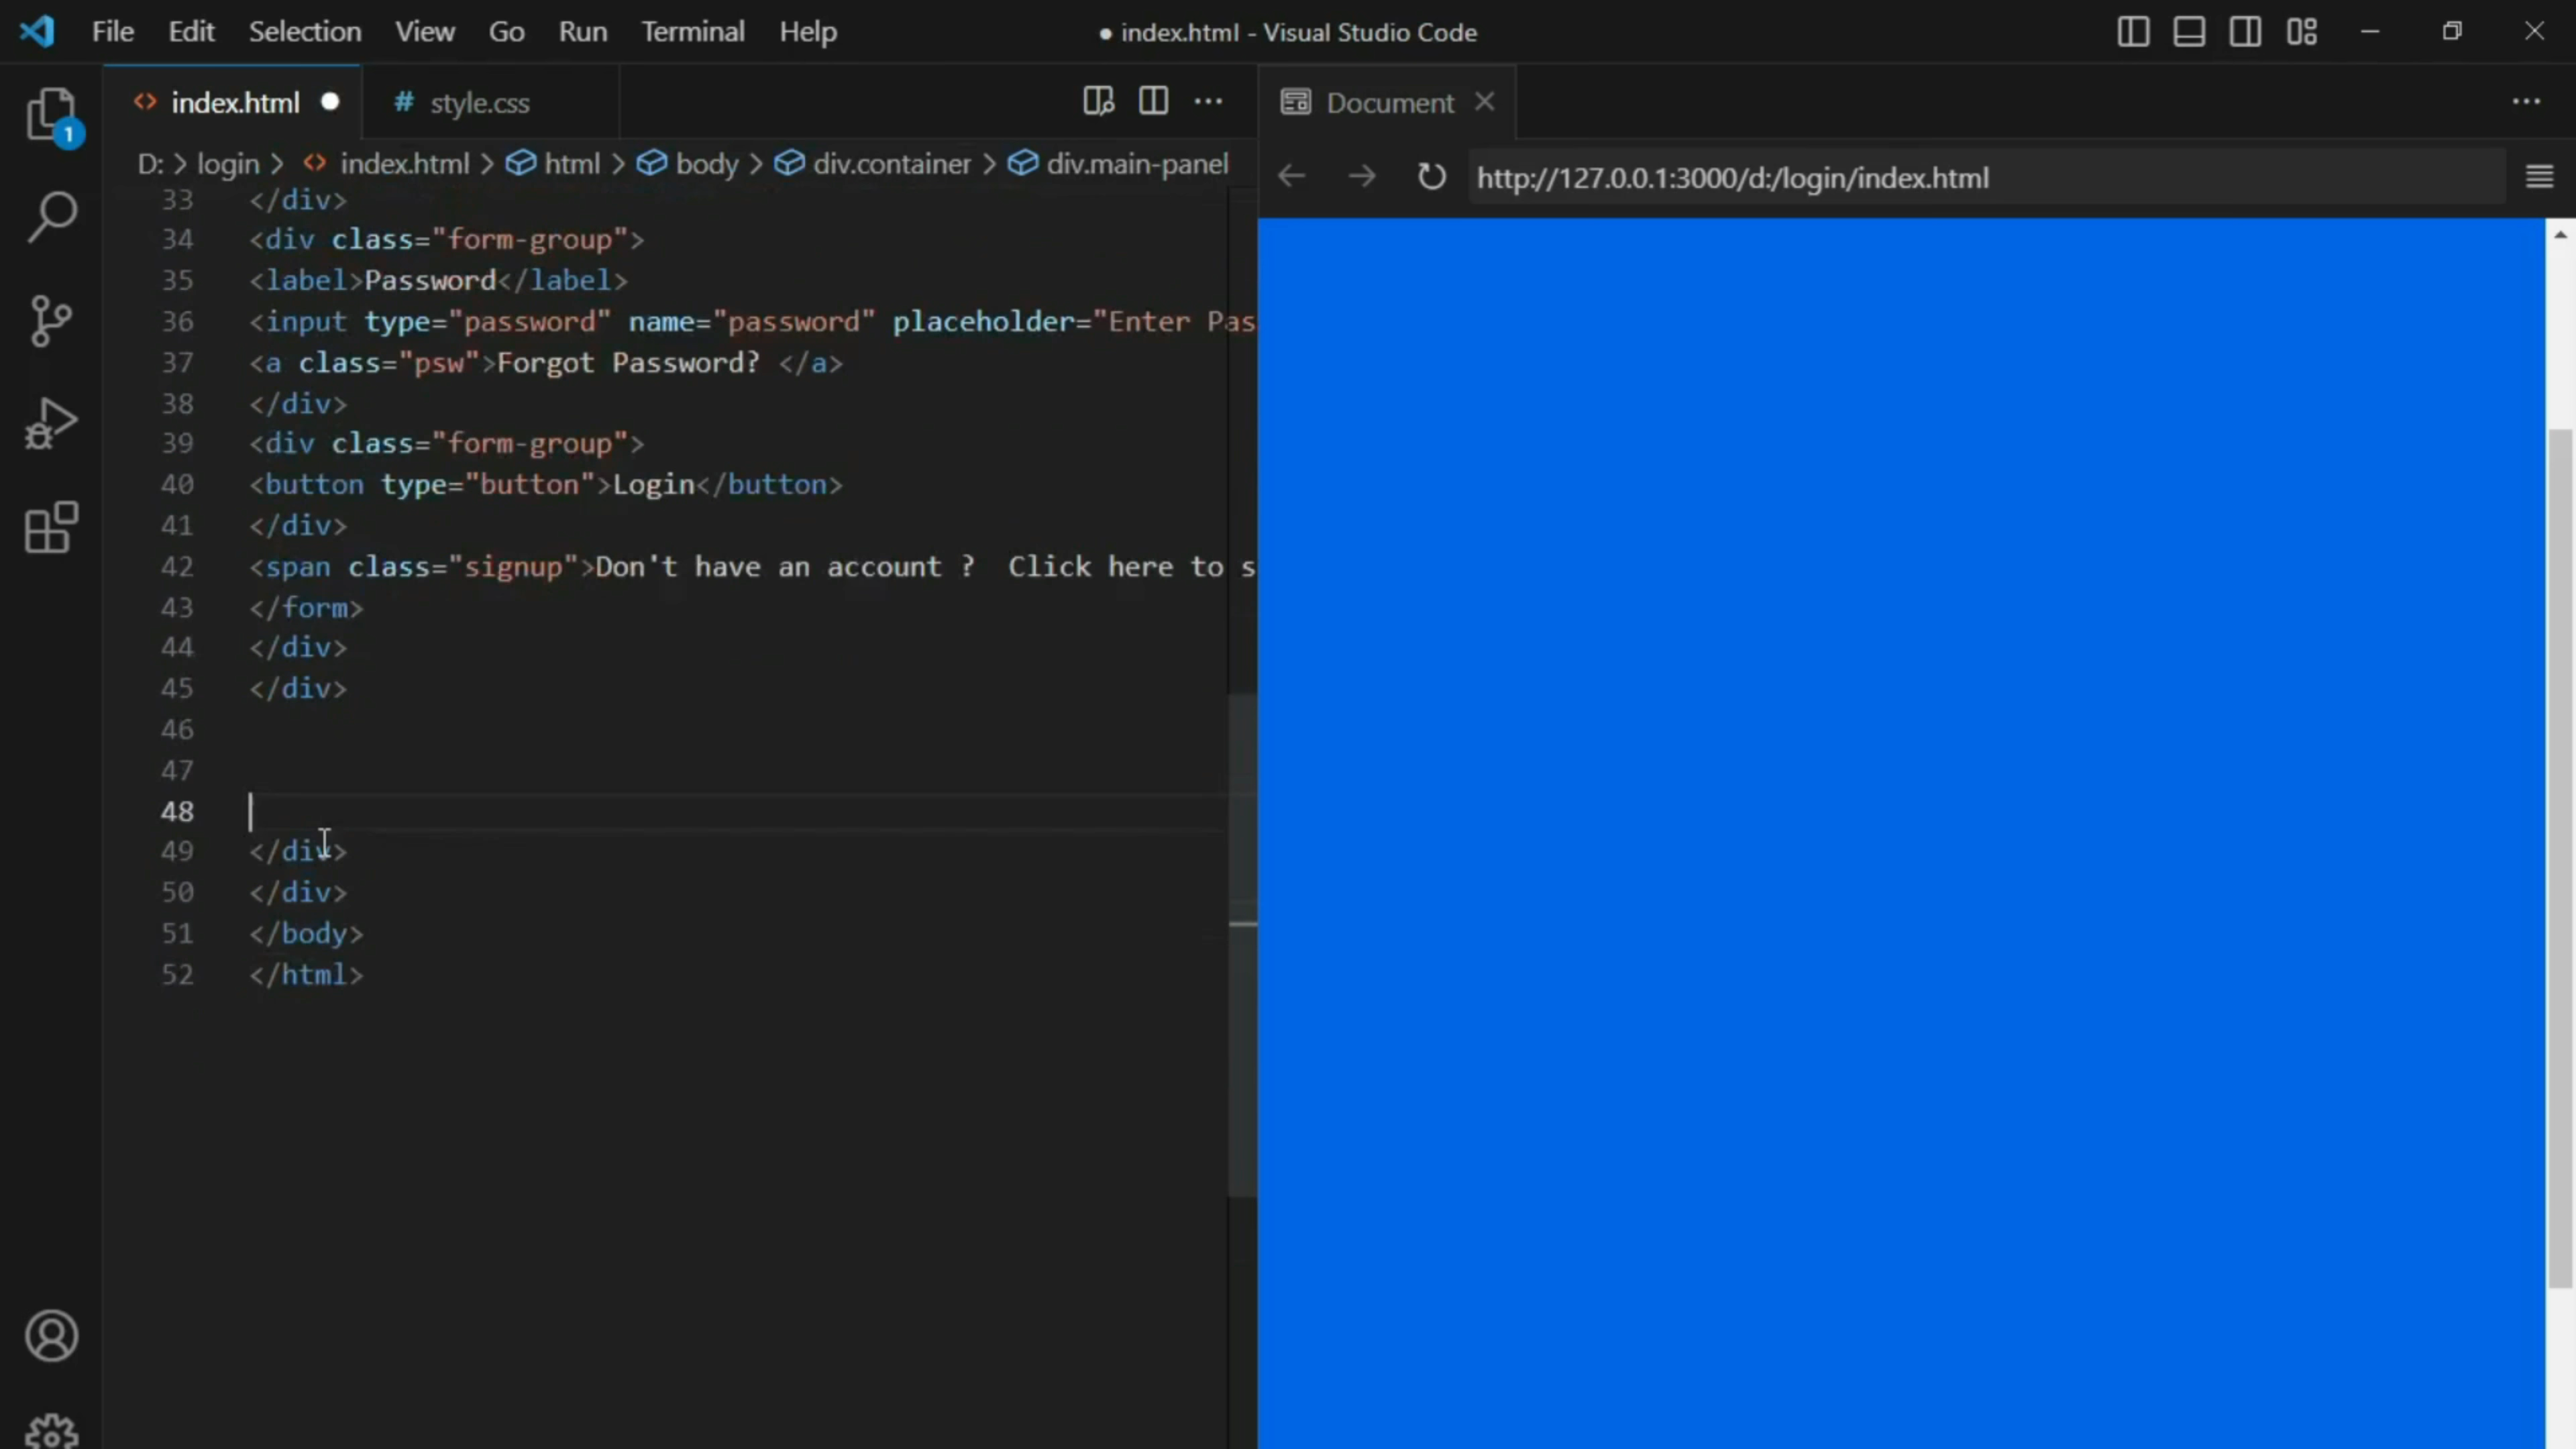 File Edit Selection View Go Run Terminal Help
● index.html - Visual Studio Code
index.html
# style.css
Document
D: > login > index.html > html > body > div.container > div.main-panel
http://127.0.0.1:3000/d:/login/index.html
1
33 </div>
34 <div class="form-group">
35 <label>Password</label>
36 <input type="password" name="password" placeholder="Enter Pas
37 <a class="psw">Forgot Password? </a>
38 </div>
39 <div class="form-group">
40 <button type="button">Login</button>
41 </div>
42 <span class="signup">Don't have an account ?  Click here to s
43 </form>
44 </div>
45 </div>
46
47
48
49 </div>
50 </div>
51 </body>
52 </html>